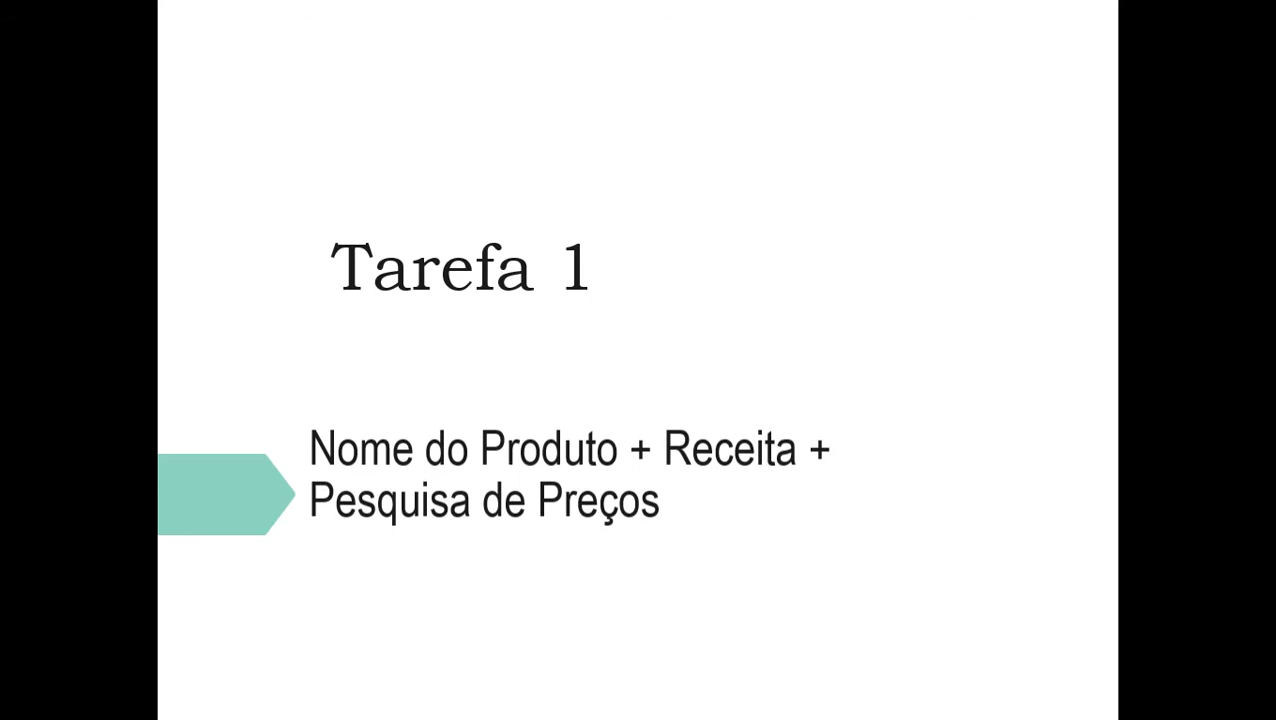 Tarefa 1
Nome do Produto + Receita +
Pesquisa de Preços